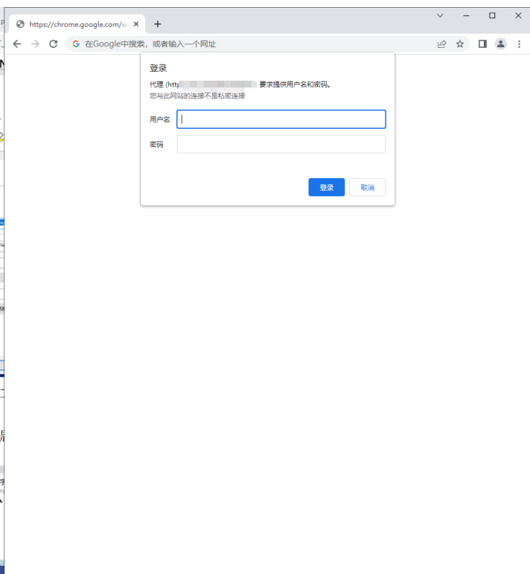 https://chrome.google.com/w
在Google中搜索，或者输入一个网址
登录
代理 (http 要求提供用户名和密码。
您与此网站的连接不是私密连接
用户名
密码
登录 取消